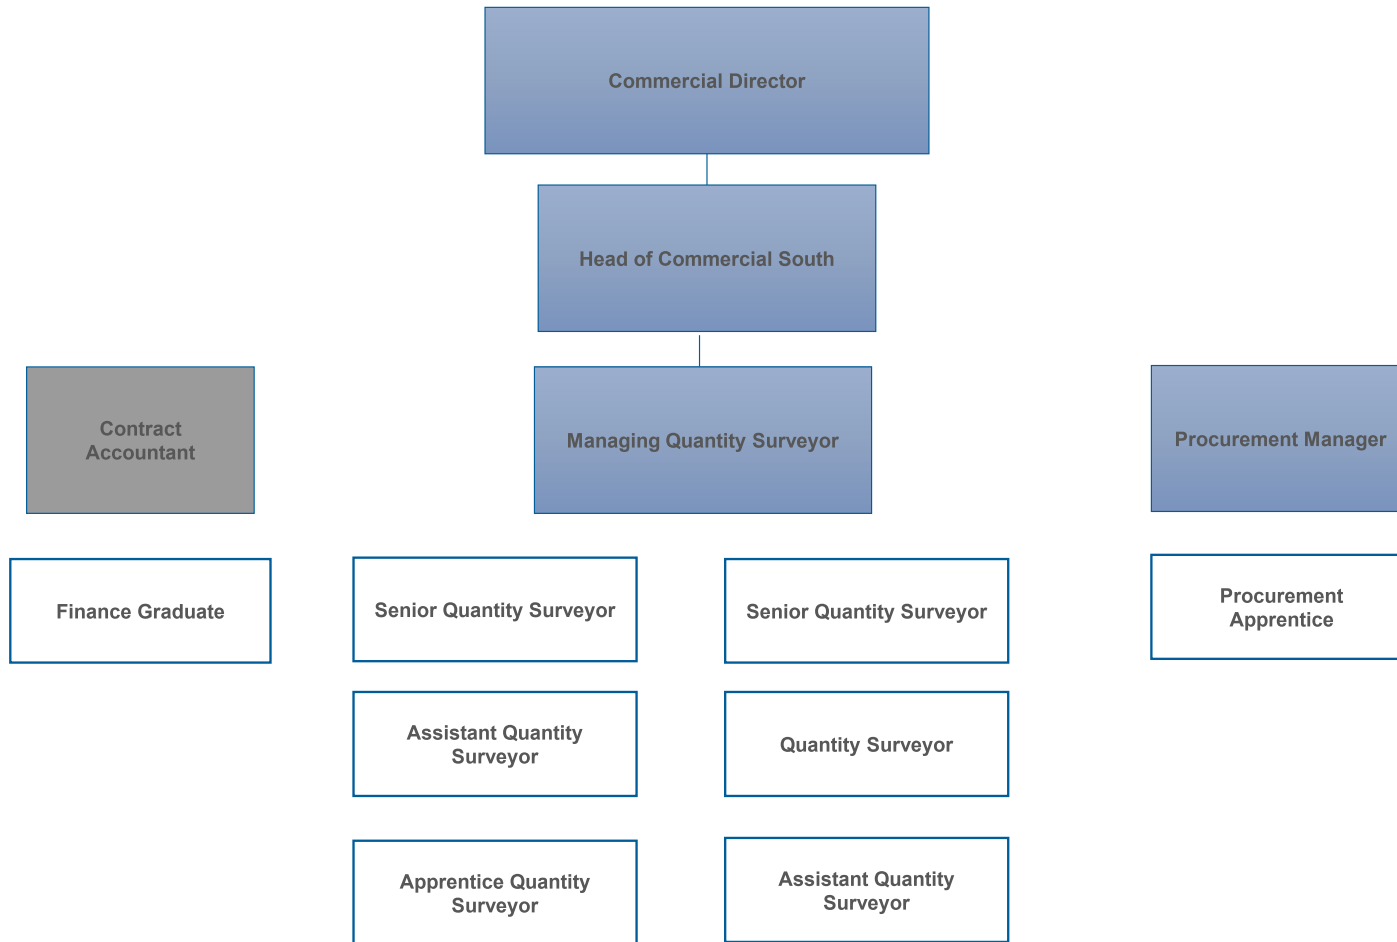 Commercial Director
Head of Commercial South
Contract
Accountant
Managing Quantity Surveyor
Procurement Manager
Finance Graduate
Senior Quantity Surveyor
Senior Quantity Surveyor
Procurement
Apprentice
Assistant Quantity
Surveyor
Quantity Surveyor
Apprentice Quantity
Surveyor
Assistant Quantity
Surveyor